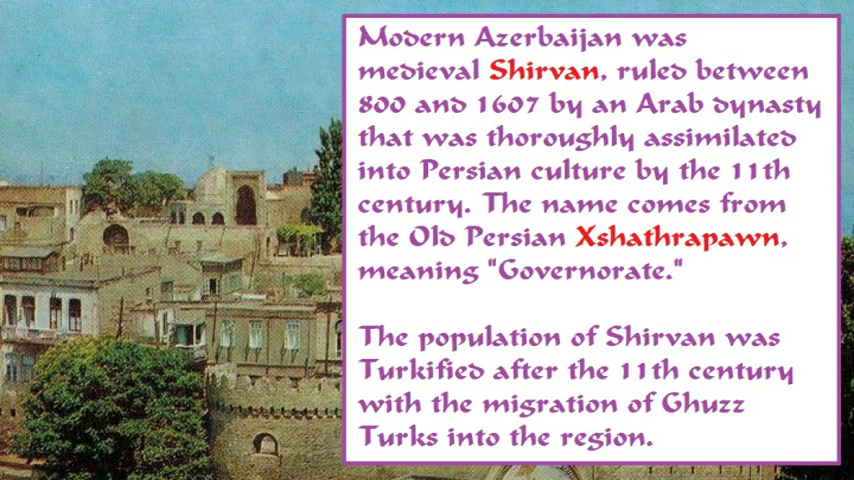 Modern Azerbaijan was
medieval Shirvan, ruled between
800 and 1607 by an Arab dynasty
that was thoroughly assimilated
into Persian culture by the 11th
century. The name comes from
the Old Persian Xshathrapawn,
meaning "Governorate."
The population of Shirvan was
Turkified after the 11th century
with the migration of Ghuzz
Turks into the region.